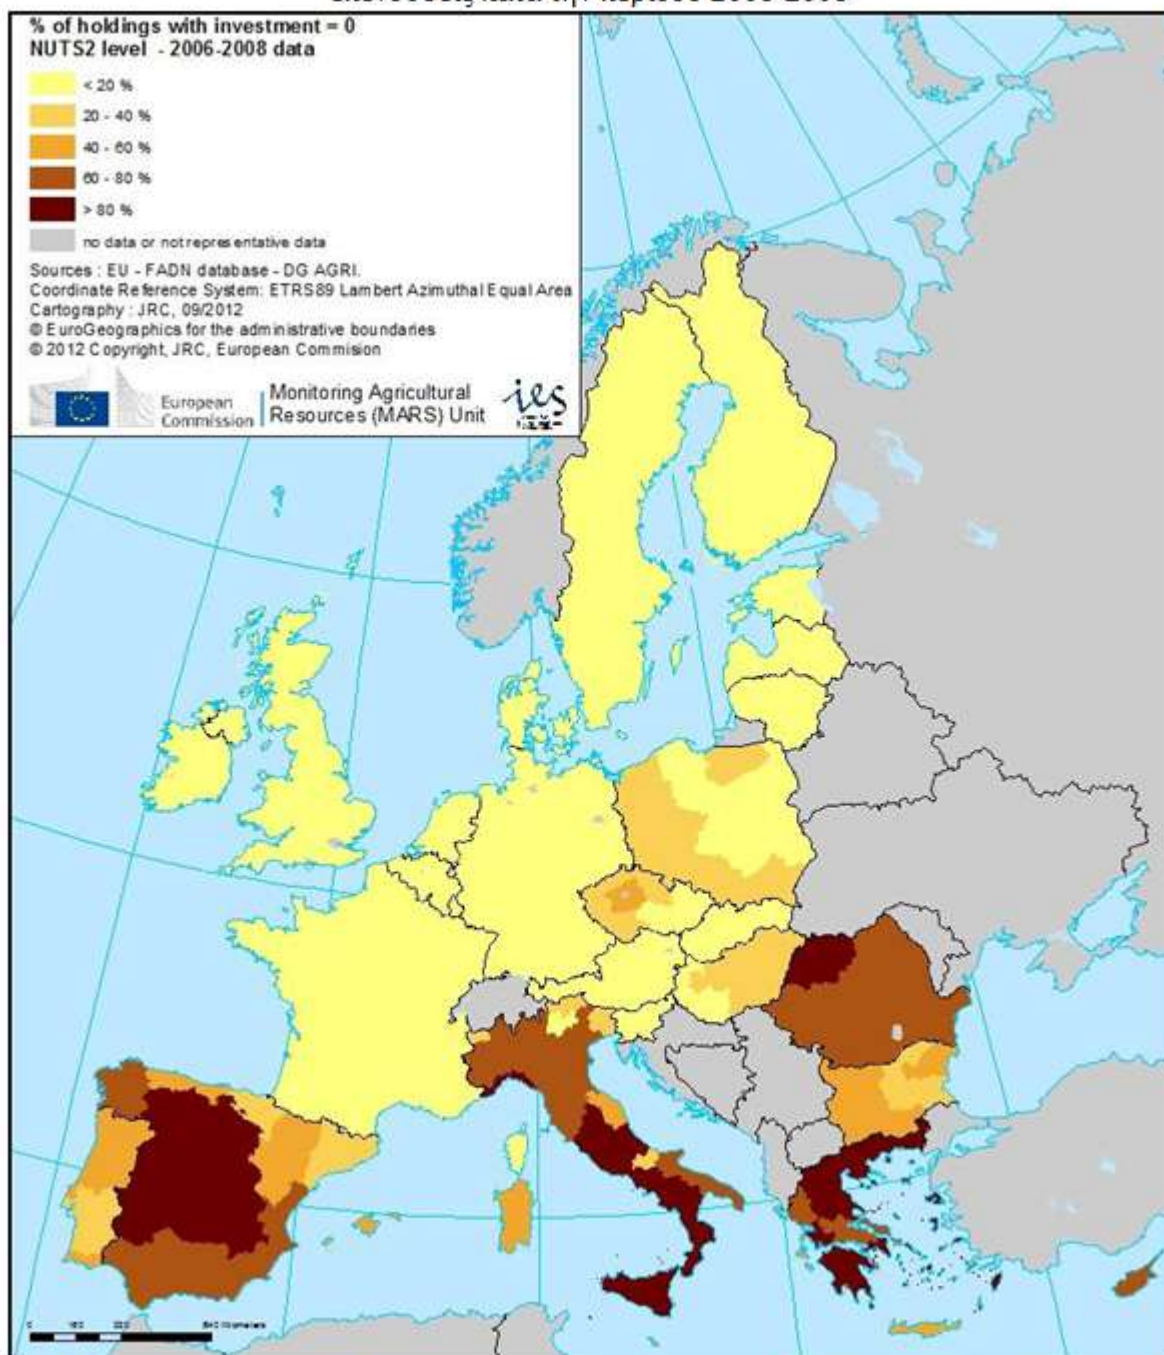 % of holdings with investment = 0
NUTS2 level - 2006-2008 data
< 20 %
20 - 40 %
40 - 60 %
60 - 80 %
> 80 %
no data or not representative data
Sources : EU - FADN database - DG AGRI.
Coordinate Reference System: ETRS89 Lambert Azimuthal Equal Area
Cartography : JRC, 09/2012
© EuroGeographics for the administrative boundaries
© 2012 Copyright, JRC, European Commision
European
Commission
Monitoring Agricultural
Resources (MARS) Unit
ies
0